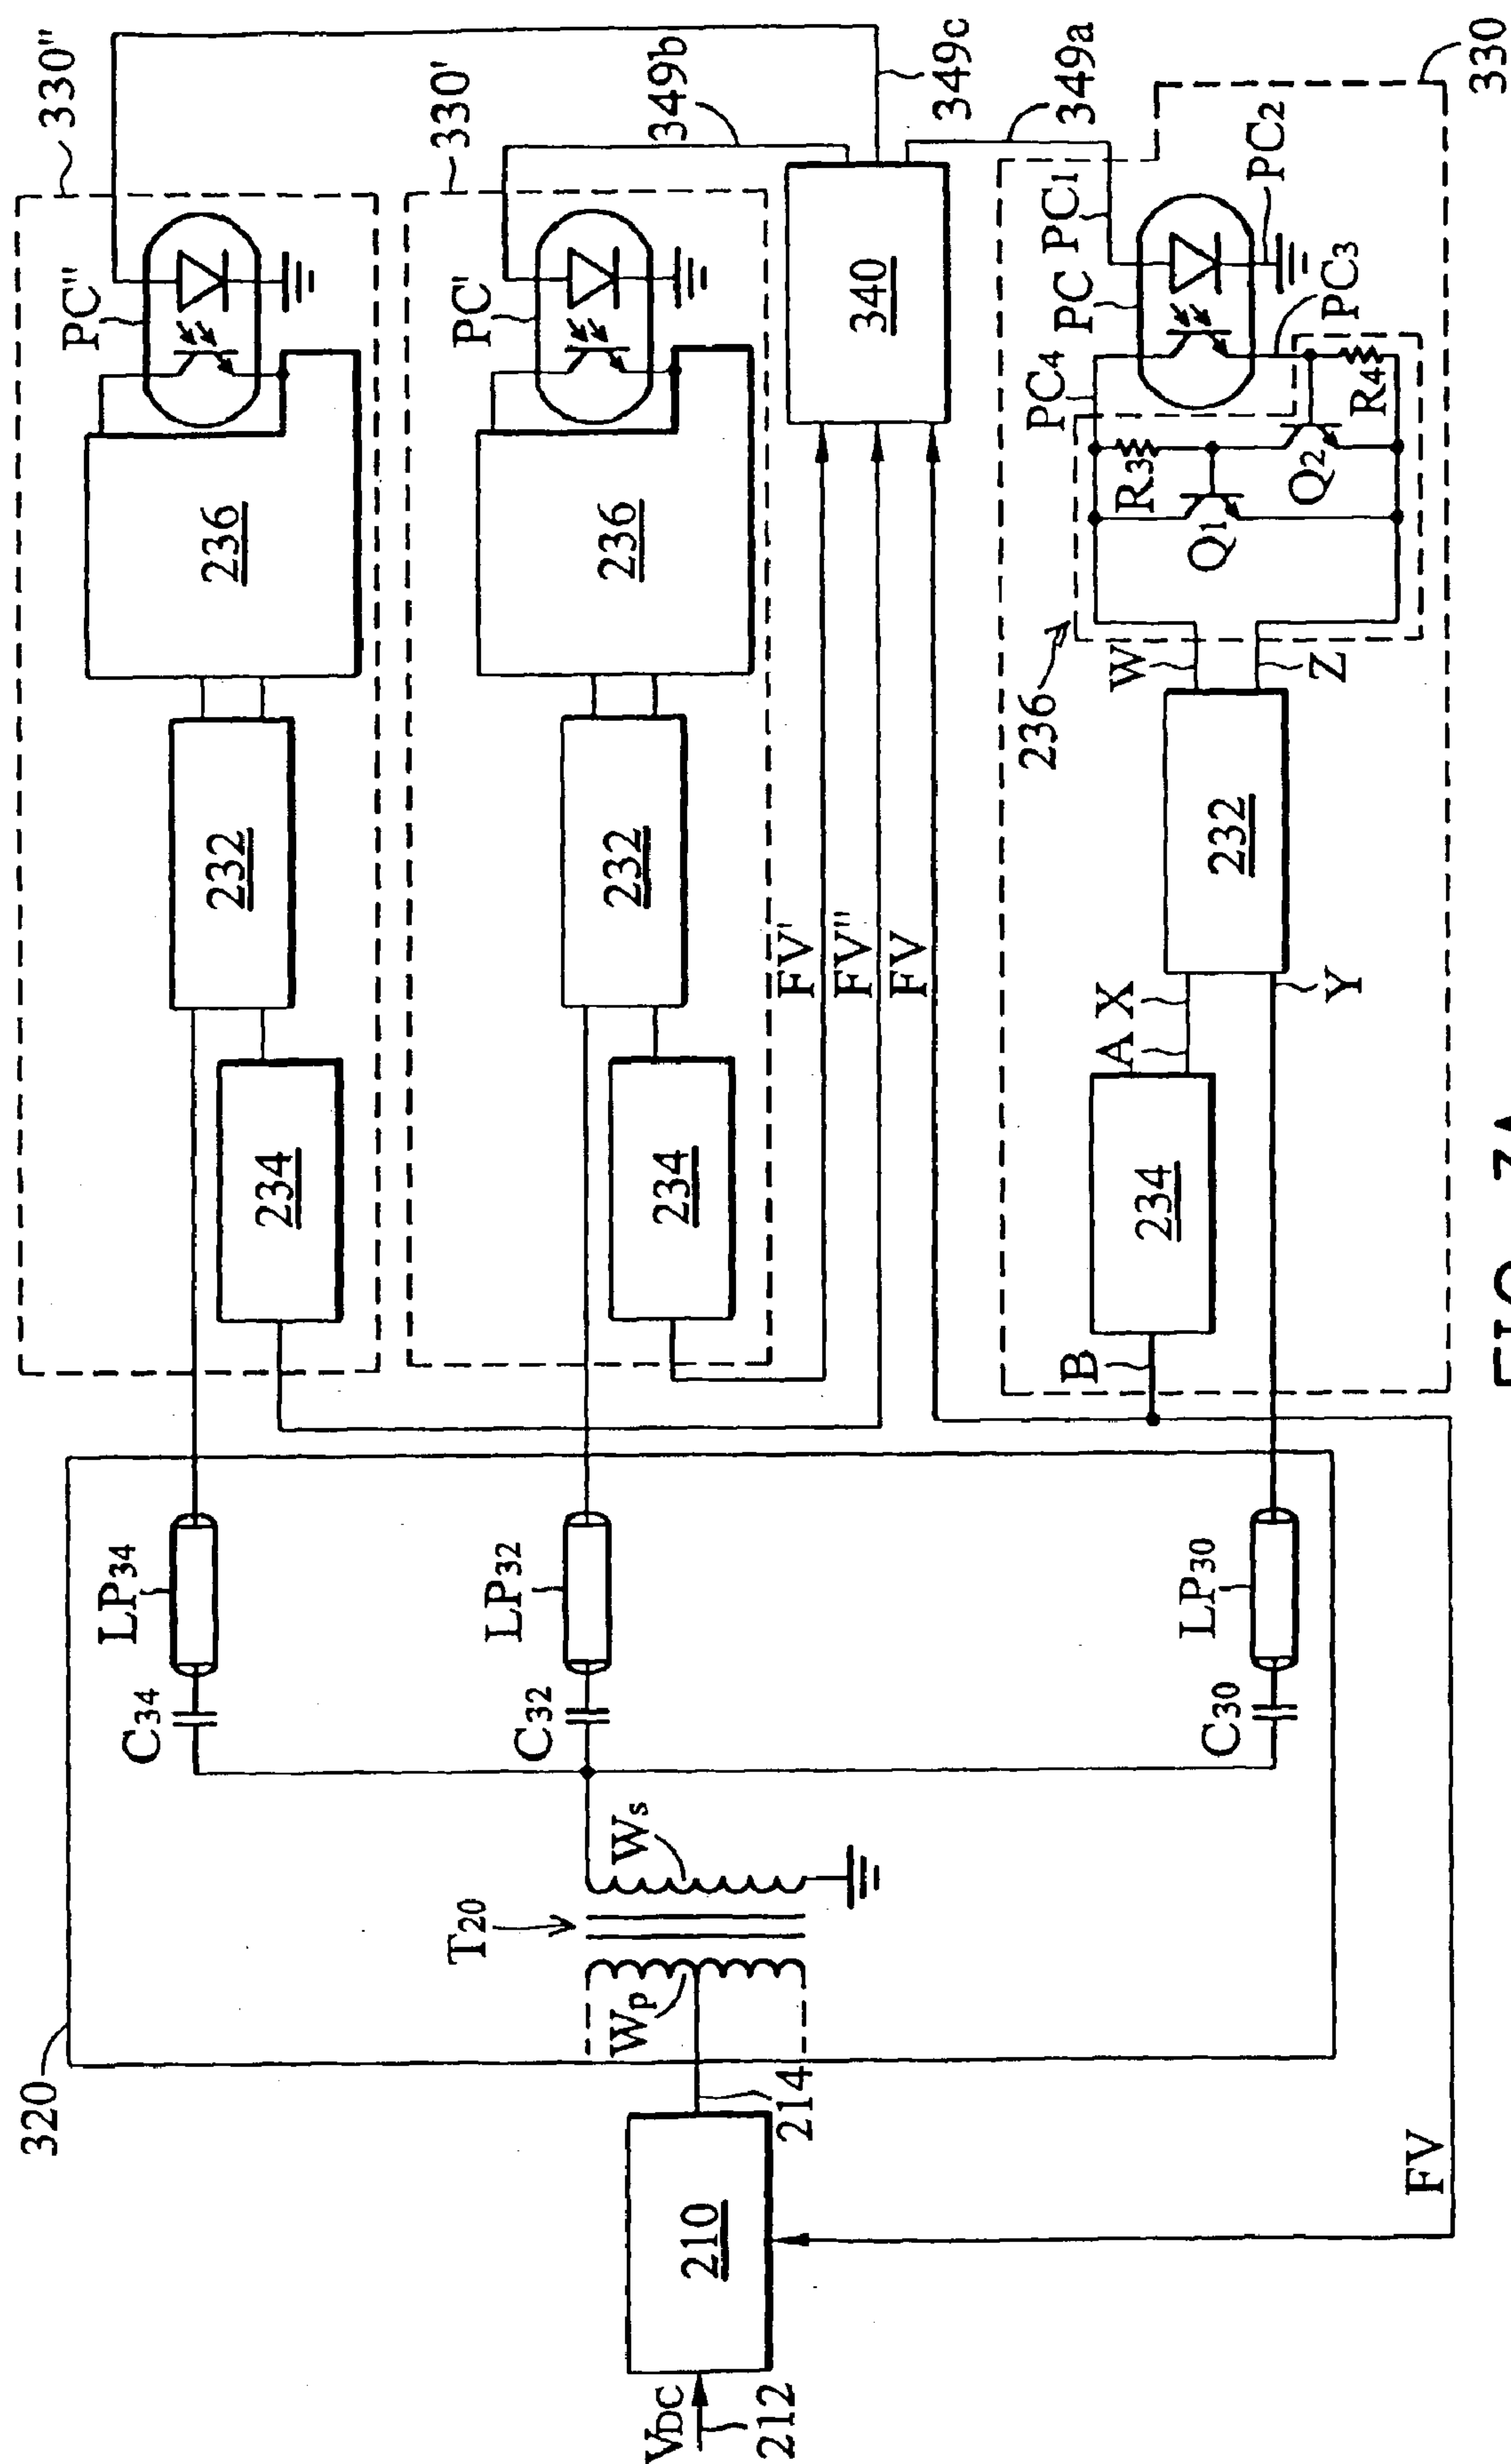 320
VDC
212
210
214
T20
Wp
Ws
C34
LP34
C32
LP32
C30
LP30
FV
330"
234
232
236
PC"
330'
234
232
236
PC'
349b
349c
349a
FV'
FV"
FV
340
330
B
234
A
X
Y
232
W
Z
236
Q1
R3
Q2
R4
PC4
PC
PC1
PC2
PC3